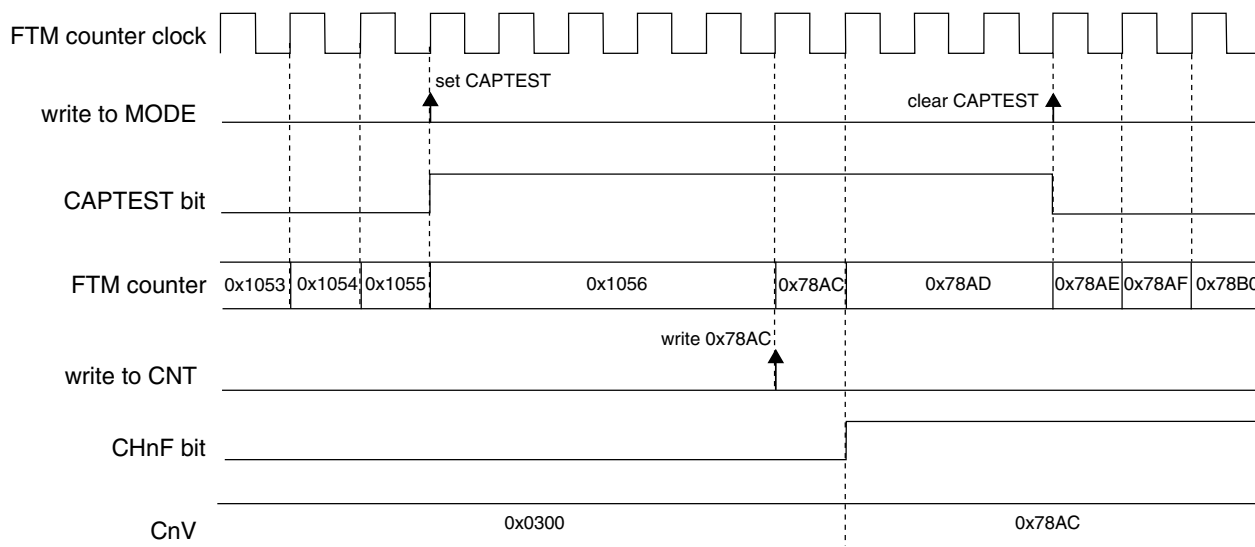 FTM counter clock
set CAPTEST
write to MODE
clear CAPTEST
CAPTEST bit
FTM counter 0x1053 0x1054 0x1055 0x1056 0x78AC 0x78AD 0x78AE 0x78AF 0x78B0
write 0x78AC
write to CNT
CHnF bit
CnV 0x0300 0x78AC